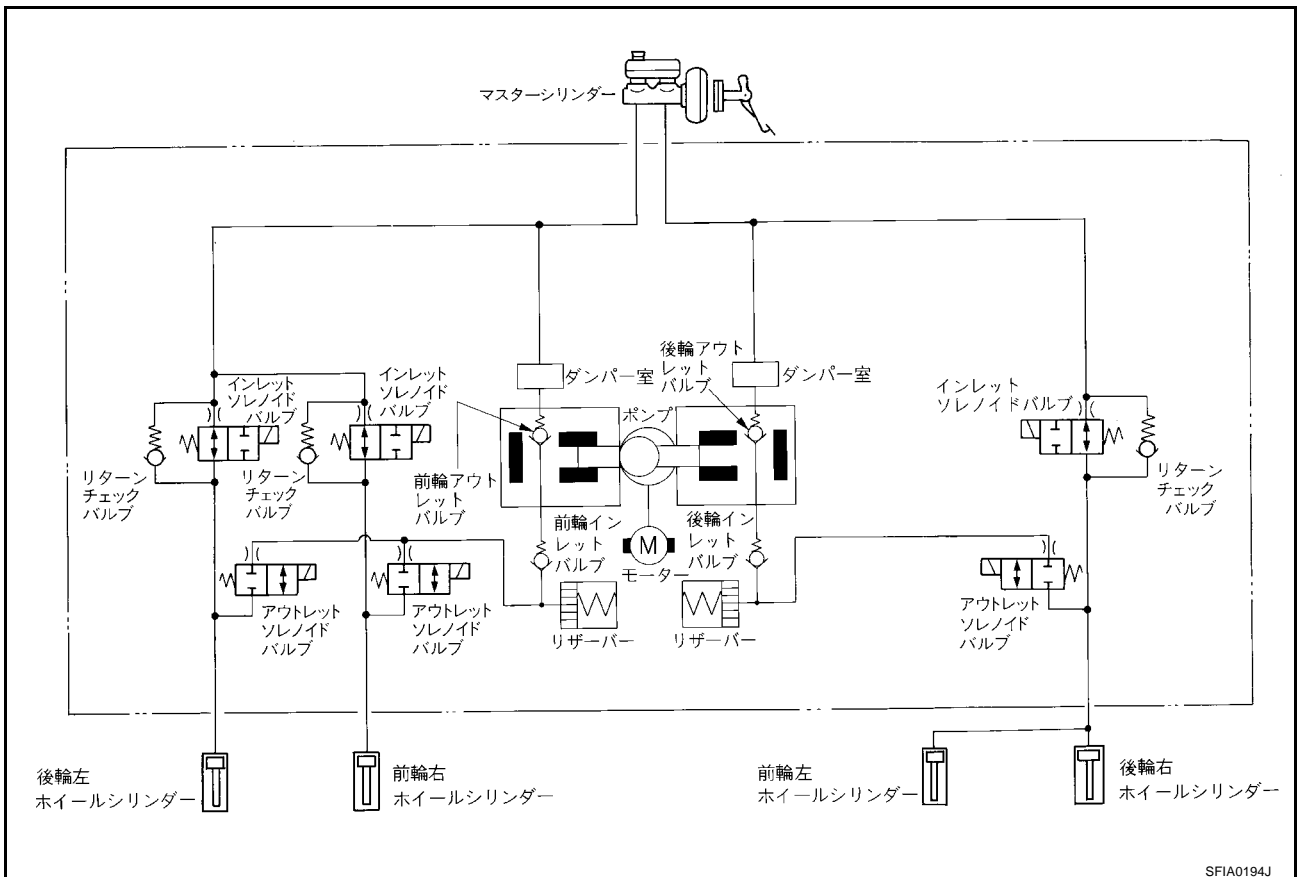 マスターシリンダー
インレット
ソレノイド
バルブ
インレット
ソレノイド
バルブ
ダンパー室
後輪アウト
レット
バルブ
ダンパー室
インレット
ソレノイドバルブ
ポンプ
リターン
チェック
バルブ
リターン
チェック
バルブ
前輪アウト
レット
バルブ
前輪イン
レット
バルブ
M
モーター
後輪イン
レット
バルブ
リターン
チェック
バルブ
アウトレット
ソレノイド
バルブ
アウトレット
ソレノイド
バルブ
リザーバー
リザーバー
アウトレット
ソレノイド
バルブ
後輪左
ホイールシリンダー
前輪右
ホイールシリンダー
前輪左
ホイールシリンダー
後輪右
ホイールシリンダー
SFIA0194J